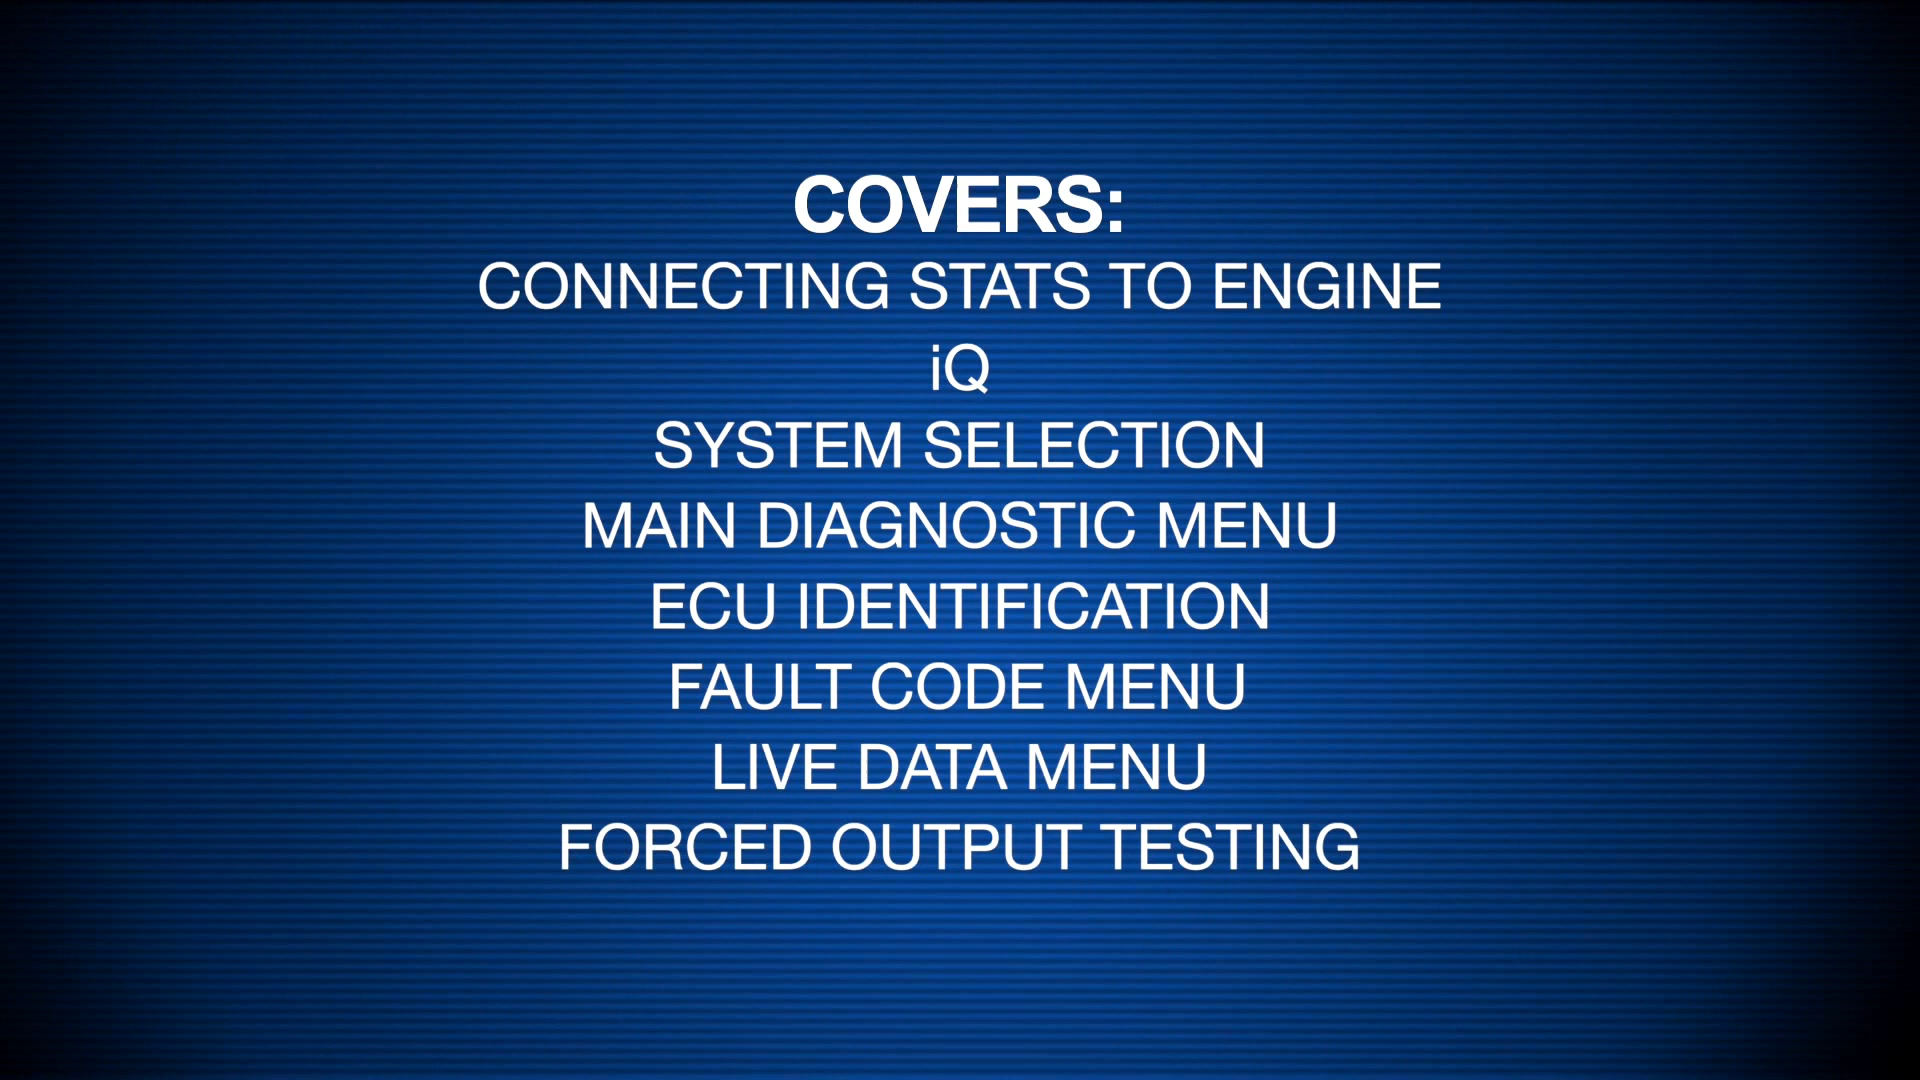 COVERS:
CONNECTING STATS TO ENGINE
iQ
SYSTEM SELECTION
MAIN DIAGNOSTIC MENU
ECU IDENTIFICATION
FAULT CODE MENU
LIVE DATA MENU
FORCED OUTPUT TESTING